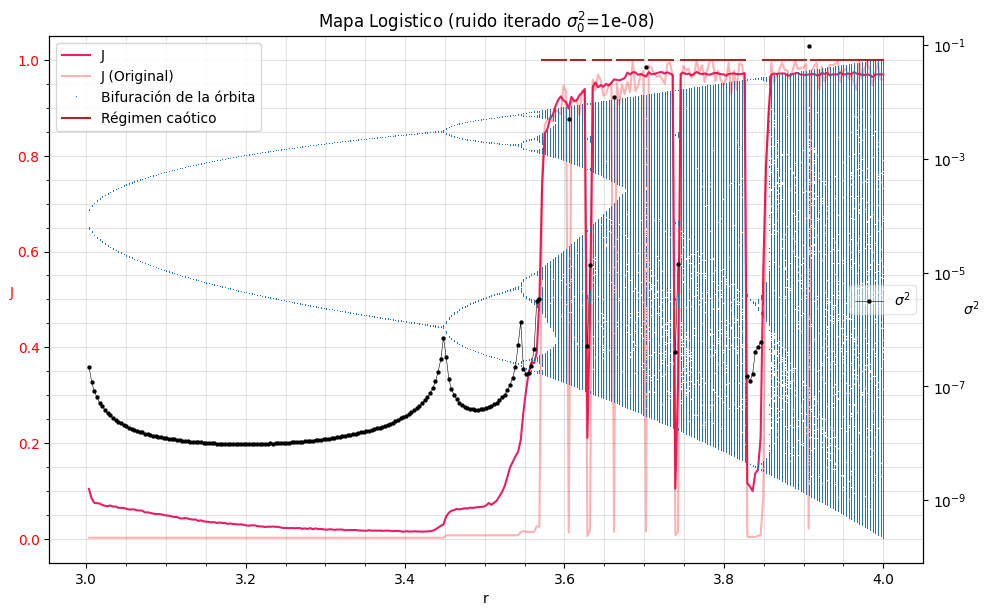 Mapa Logistico (ruido iterado σ₀²=1e-08)
J
J (Original)
Bifuración de la órbita
Régimen caótico
1.0
0.8
0.6
0.4
0.2
0.0
J
10⁻¹
10⁻³
10⁻⁵
10⁻⁷
10⁻⁹
σ²
σ²
3.0 3.2 3.4 3.6 3.8 4.0
r